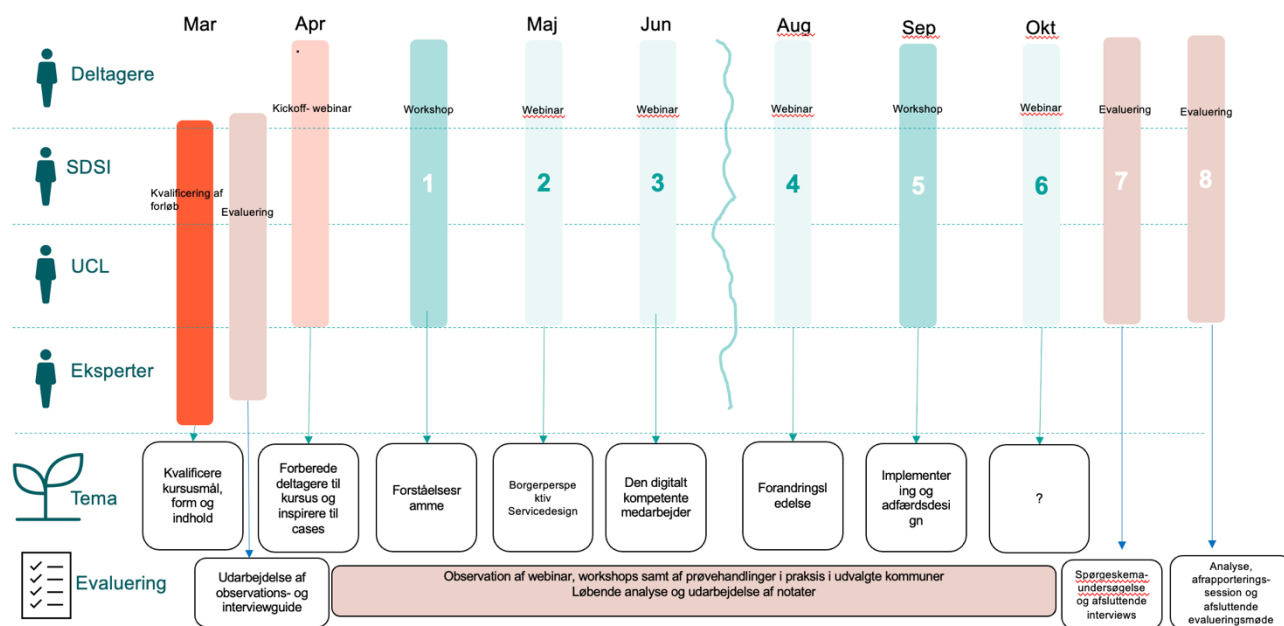 Mar
Apr
Maj
Jun
Aug
Sep
Okt
Deltagere
Kickoff- webinar
Workshop
Webinar
Webinar
Webinar
Workshop
Webinar
Evaluering
Evaluering
SDSI
Kvalificering af
forløb
Evaluering
1
2
3
4
5
6
7
8
UCL
Eksperter
Tema
Kvalificere
kursusmål,
form og
indhold
Forberede
deltagere til
kursus og
inspirere til
cases
Forståelsesr
amme
Borgerperspe
ktiv
Servicedesign
Den digitalt
kompetente
medarbejder
Forandringsl
edelse
Implementer
ing og
adfærdsdesi
gn
?
Evaluering
Udarbejdelse af
observations- og
interviewguide
Observation af webinar, workshops samt af prøvehandlinger i praksis i udvalgte kommuner
Løbende analyse og udarbejdelse af notater
Spørgeskema-
undersøgelse
og afsluttende
interviews
Analyse,
afrapporterings-
session og
afsluttende
evalueringsmøde